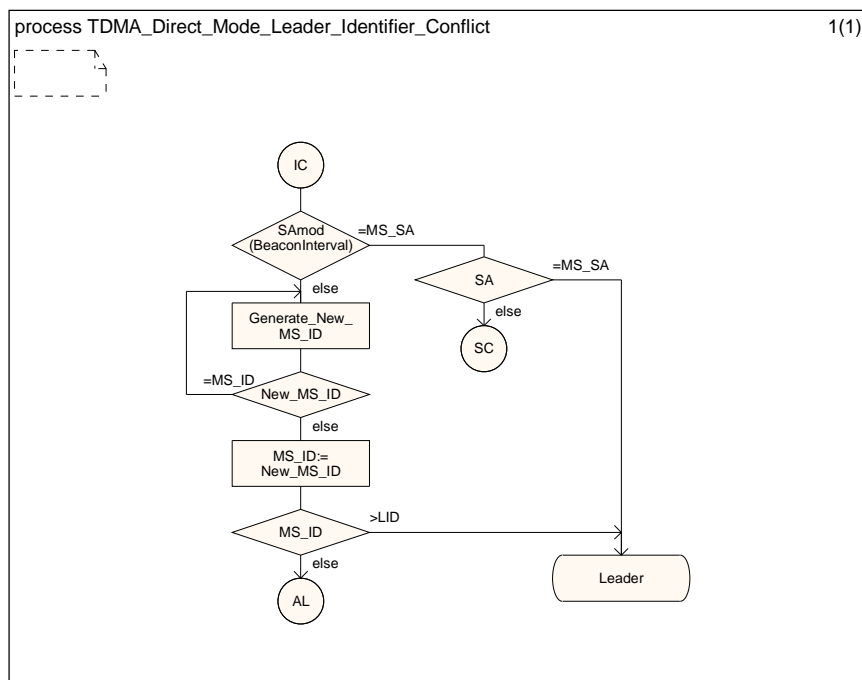 process TDMA_Direct_Mode_Leader_Identifier_Conflict
1(1)
IC
SAmod
(BeaconInterval)
=MS_SA
SA
=MS_SA
else
else
SC
Generate_New_
MS_ID
=MS_ID
New_MS_ID
else
MS_ID:=
New_MS_ID
MS_ID
>LID
else
AL
Leader